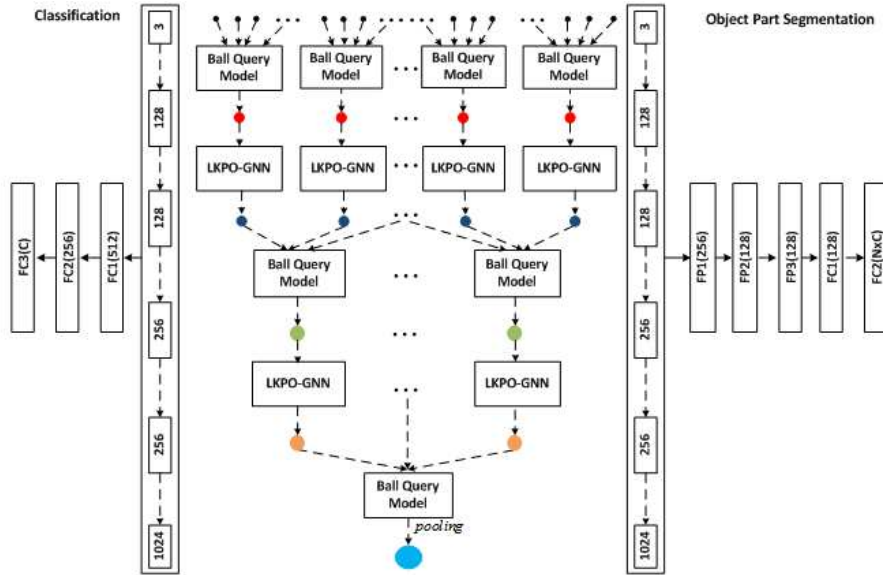 Classification
Object Part Segmentation
3
128
128
256
256
1024
FC1(512)
FC2(256)
FC3(C)
Ball Query
Model
Ball Query
Model
Ball Query
Model
Ball Query
Model
LKPO-GNN
LKPO-GNN
LKPO-GNN
LKPO-GNN
Ball Query
Model
Ball Query
Model
LKPO-GNN
LKPO-GNN
Ball Query
Model
pooling
3
128
128
256
256
1024
FP1(256)
FP2(128)
FP3(128)
FC1(128)
FC2(NxC)